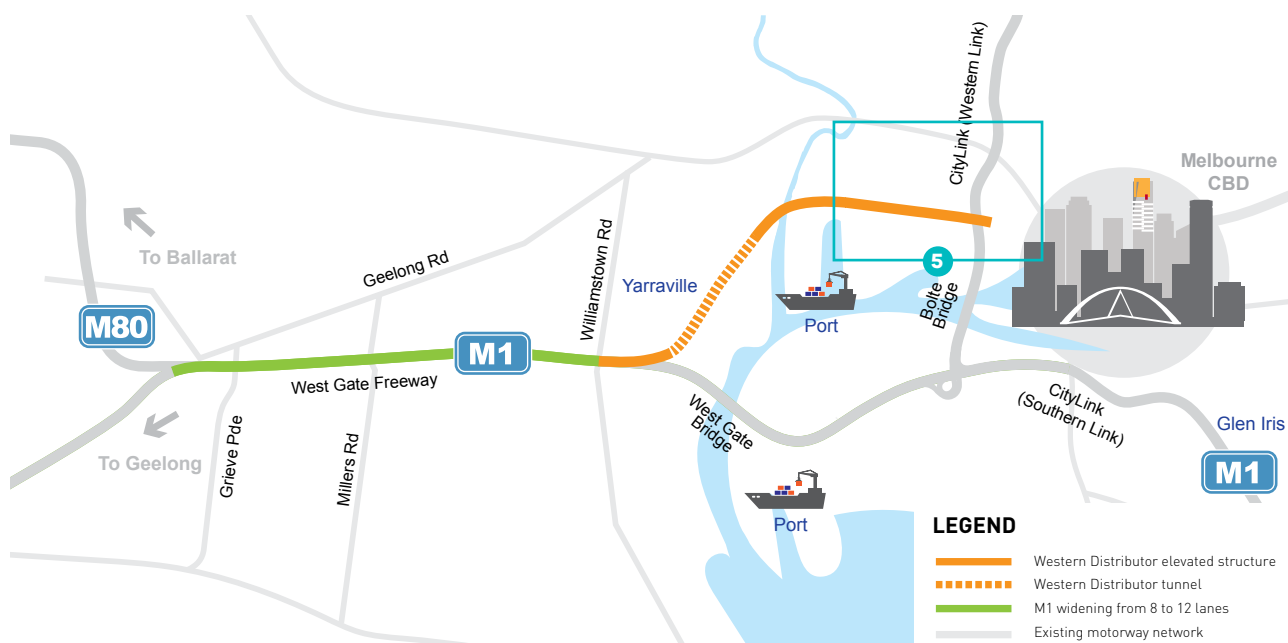 CityLink (Western Link)
Melbourne
CBD
To Ballarat
Geelong Rd
Williamstown Rd
Yarraville
5
Bolte
Bridge
Port
M80
M1
West Gate Freeway
West Gate
Bridge
CityLink
(Southern Link)
Glen Iris
M1
To Geelong
Grieve Pde
Millers Rd
Port
LEGEND
Western Distributor elevated structure
Western Distributor tunnel
M1 widening from 8 to 12 lanes
Existing motorway network